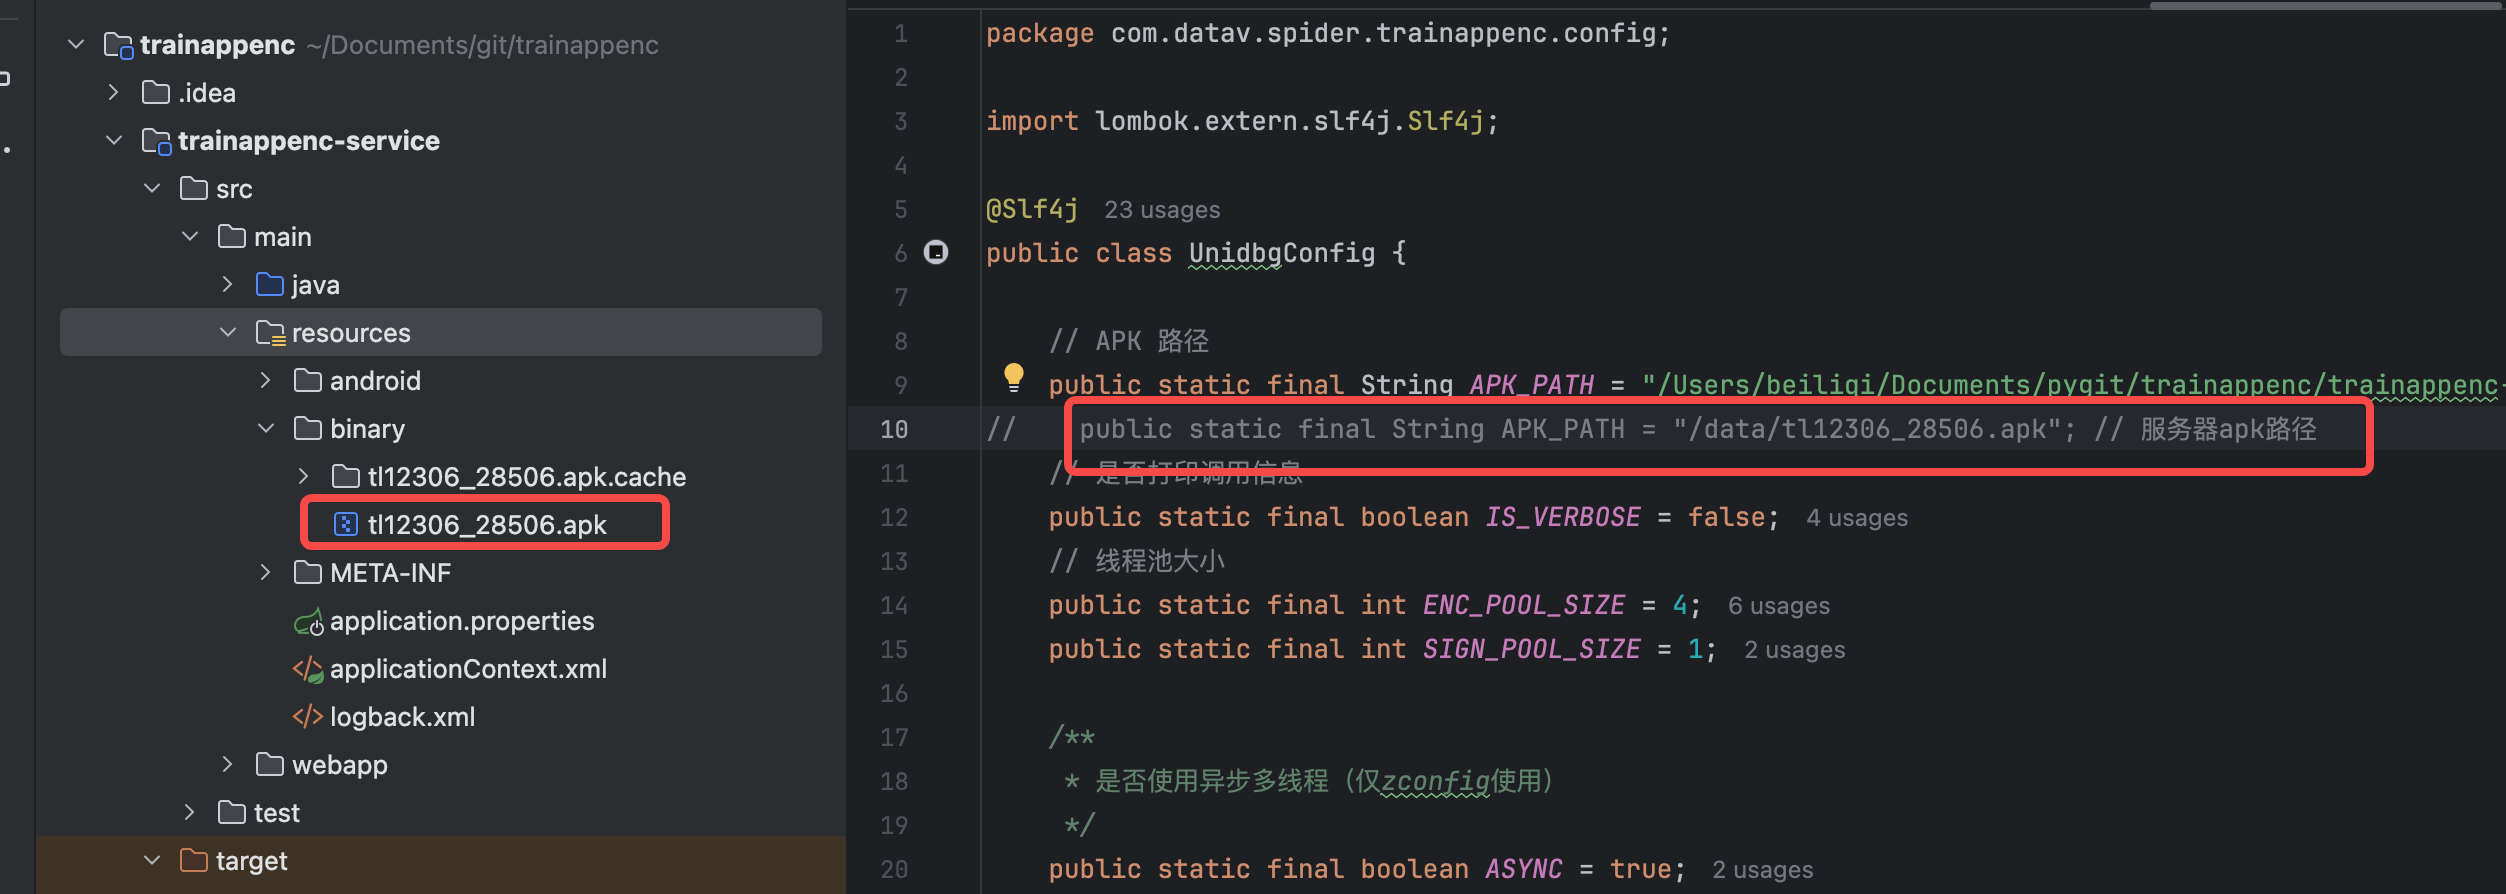 trainappenc ~/Documents/git/trainappenc
.idea
trainappenc-service
src
main
java
resources
android
binary
tl12306_28506.apk.cache
tl12306_28506.apk
META-INF
application.properties
applicationContext.xml
logback.xml
webapp
test
target
1 package com.datav.spider.trainappenc.config;
2
3 import lombok.extern.slf4j.Slf4j;
4
5 @Slf4j 23 usages
6 public class UnidbgConfig {
7
8 // APK 路径
9 public static final String APK_PATH = "/Users/beiliqi/Documents/pygit/trainappenc/trainappenc-
10 // public static final String APK_PATH = "/data/tl12306_28506.apk"; // 服务器apk路径
11 // 是否打印调用信息
12 public static final boolean IS_VERBOSE = false; 4 usages
13 // 线程池大小
14 public static final int ENC_POOL_SIZE = 4; 6 usages
15 public static final int SIGN_POOL_SIZE = 1; 2 usages
16
17 /**
18 * 是否使用异步多线程（仅zconfig使用）
19 */
20 public static final boolean ASYNC = true; 2 usages